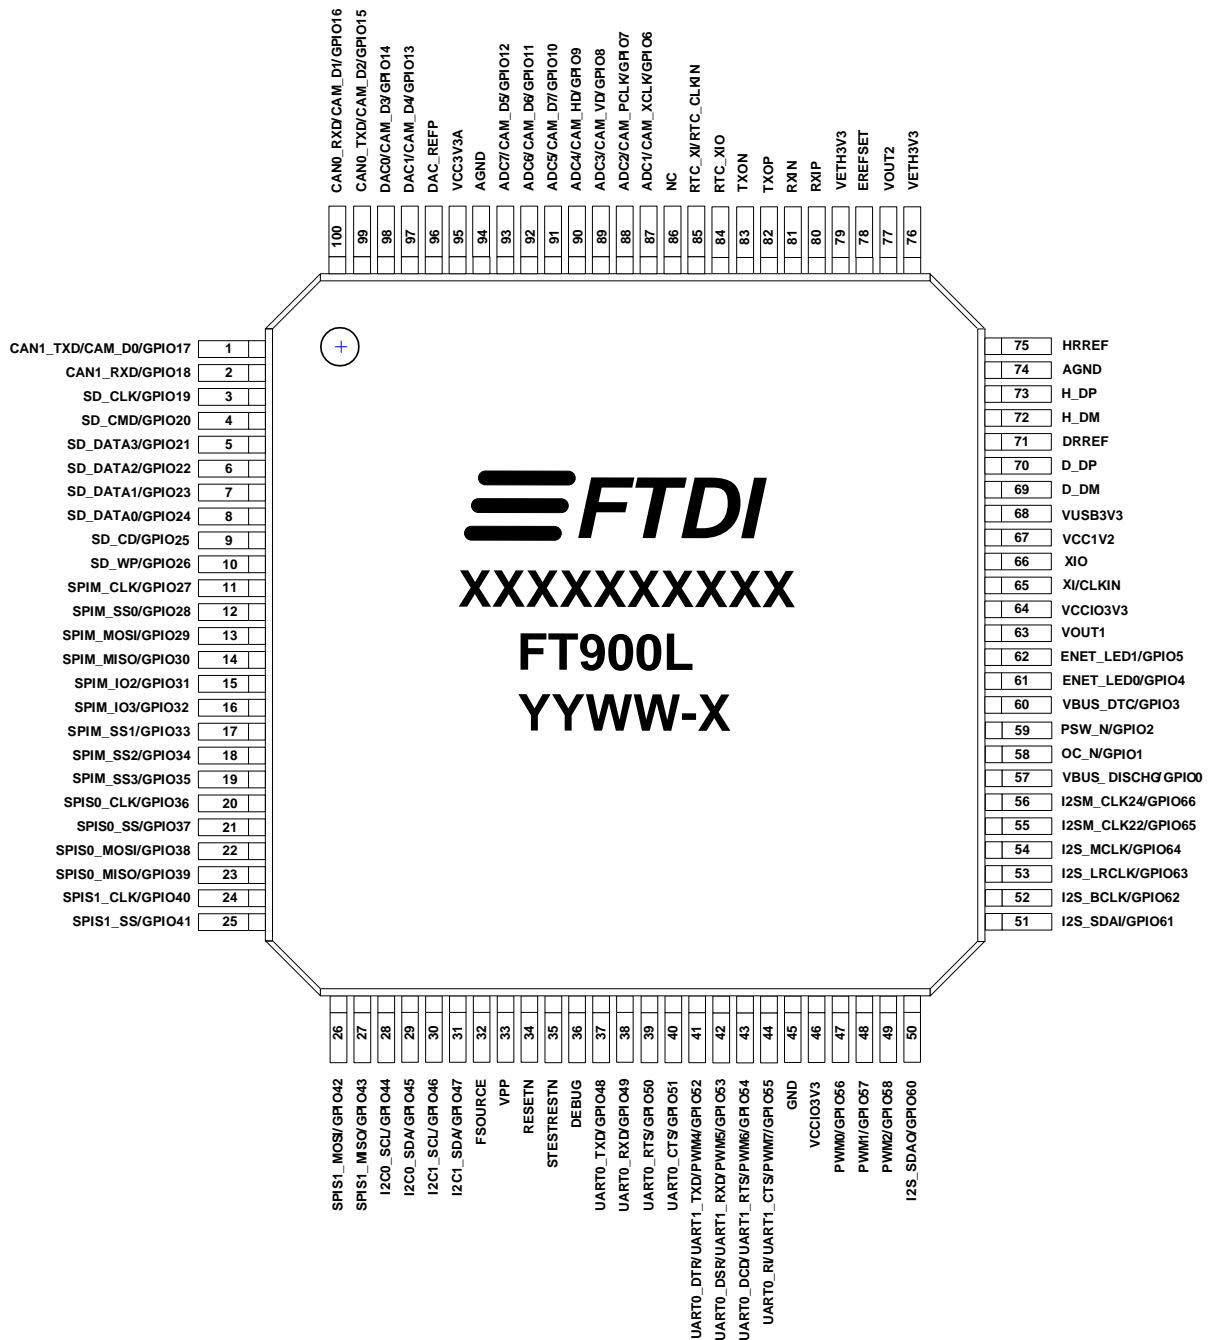 CAN0_RXD/CAM_D1/GPIO16
CAN0_TXD/CAM_D2/GPIO15
DAC0/CAM_D3/GPIO14
DAC1/CAM_D4/GPIO13
DAC_REFP
VCC3V3A
AGND
ADC7/CAM_D5/GPIO12
ADC6/CAM_D6/GPIO11
ADC5/CAM_D7/GPIO10
ADC4/CAM_HD/GPIO9
ADC3/CAM_VD/GPIO8
ADC2/CAM_PCLK/GPIO7
ADC1/CAM_XCLK/GPIO6
NC
RTC_XI/RTC_CLKIN
RTC_XIO
TXON
TXOP
RXIN
RXIP
VETH3V3
EREFSET
VOUT2
VETH3V3
100
99
98
97
96
95
94
93
92
91
90
89
88
87
86
85
84
83
82
81
80
79
78
77
76
CAN1_TXD/CAM_D0/GPIO17 1
CAN1_RXD/GPIO18 2
SD_CLK/GPIO19 3
SD_CMD/GPIO20 4
SD_DATA3/GPIO21 5
SD_DATA2/GPIO22 6
SD_DATA1/GPIO23 7
SD_DATA0/GPIO24 8
SD_CD/GPIO25 9
SD_WP/GPIO26 10
SPIM_CLK/GPIO27 11
SPIM_SS0/GPIO28 12
SPIM_MOSI/GPIO29 13
SPIM_MISO/GPIO30 14
SPIM_IO2/GPIO31 15
SPIM_IO3/GPIO32 16
SPIM_SS1/GPIO33 17
SPIM_SS2/GPIO34 18
SPIM_SS3/GPIO35 19
SPIS0_CLK/GPIO36 20
SPIS0_SS/GPIO37 21
SPIS0_MOSI/GPIO38 22
SPIS0_MISO/GPIO39 23
SPIS1_CLK/GPIO40 24
SPIS1_SS/GPIO41 25
FTDI
XXXXXXXXXX
FT900L
YYWW-X
75 HRREF
74 AGND
73 H_DP
72 H_DM
71 DRREF
70 D_DP
69 D_DM
68 VUSB3V3
67 VCC1V2
66 XIO
65 XI/CLKIN
64 VCCIO3V3
63 VOUT1
62 ENET_LED1/GPIO5
61 ENET_LED0/GPIO4
60 VBUS_DTC/GPIO3
59 PSW_N/GPIO2
58 OC_N/GPIO1
57 VBUS_DISCHG/GPIO0
56 I2SM_CLK24/GPIO66
55 I2SM_CLK22/GPIO65
54 I2S_MCLK/GPIO64
53 I2S_LRCLK/GPIO63
52 I2S_BCLK/GPIO62
51 I2S_SDAI/GPIO61
26
27
28
29
30
31
32
33
34
35
36
37
38
39
40
41
42
43
44
45
46
47
48
49
50
SPIS1_MOSI/GPIO42
SPIS1_MISO/GPIO43
I2C0_SCL/GPIO44
I2C0_SDA/GPIO45
I2C1_SCL/GPIO46
I2C1_SDA/GPIO47
FSOURCE
VPP
RESETN
STESTRESTN
DEBUG
UART0_TXD/GPIO48
UART0_RXD/GPIO49
UART0_RTS/GPIO50
UART0_CTS/GPIO51
UART0_DTR/UART1_TXD/PWM4/GPIO52
UART0_DSR/UART1_RXD/PWM5/GPIO53
UART0_DCD/UART1_RTS/PWM6/GPIO54
UART0_RI/UART1_CTS/PWM7/GPIO55
GND
VCCIO3V3
PWM0/GPIO56
PWM1/GPIO57
PWM2/GPIO58
I2S_SDAO/GPIO60